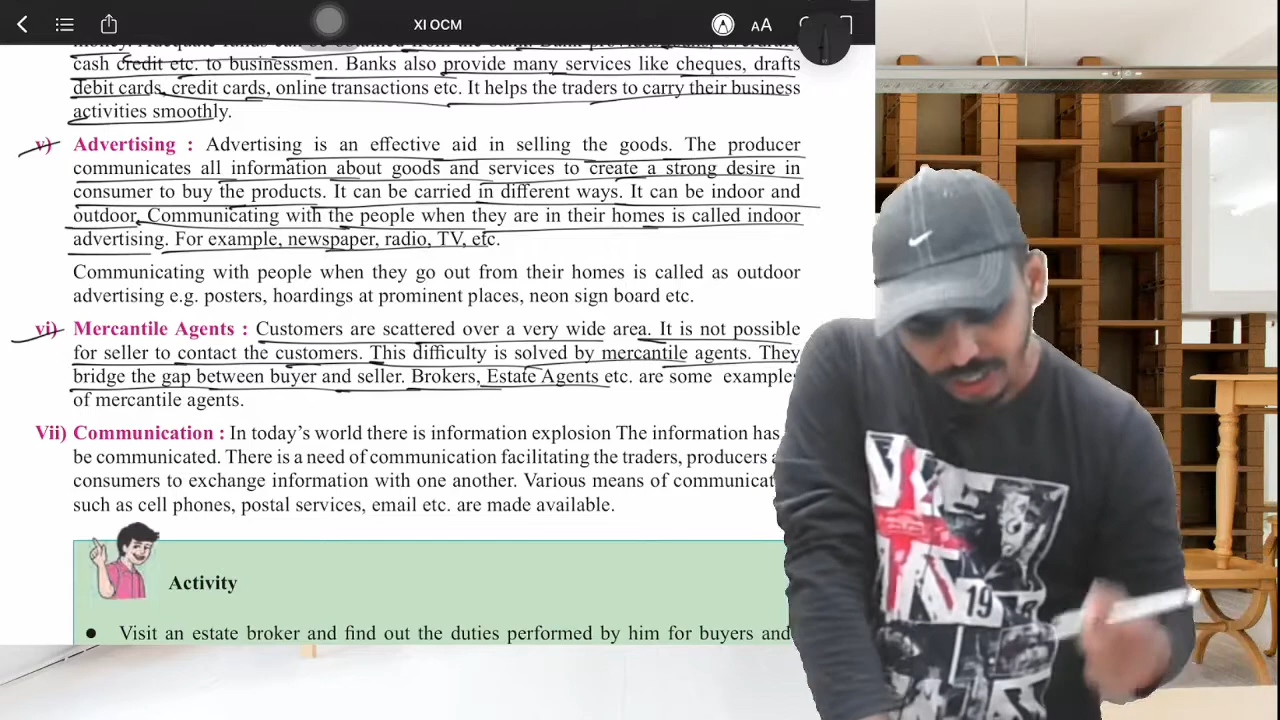 XI OCM
AA
cash credit etc. to businessmen. Banks also provide many services like cheques, drafts
debit cards, credit cards, online transactions etc. It helps the traders to carry their business
activities smoothly.
v) Advertising : Advertising is an effective aid in selling the goods. The producer
communicates all information about goods and services to create a strong desire in
consumer to buy the products. It can be carried in different ways. It can be indoor and
outdoor. Communicating with the people when they are in their homes is called indoor
advertising. For example, newspaper, radio, TV, etc.
Communicating with people when they go out from their homes is called as outdoor
advertising e.g. posters, hoardings at prominent places, neon sign board etc.
vi) Mercantile Agents : Customers are scattered over a very wide area. It is not possible
for seller to contact the customers. This difficulty is solved by mercantile agents. They
bridge the gap between buyer and seller. Brokers, Estate Agents etc. are some example
of mercantile agents.
Vii) Communication : In today's world there is information explosion The information has
be communicated. There is a need of communication facilitating the traders, producers
consumers to exchange information with one another. Various means of communicat
such as cell phones, postal services, email etc. are made available.
Activity
● Visit an estate broker and find out the duties performed by him for buyers and
19